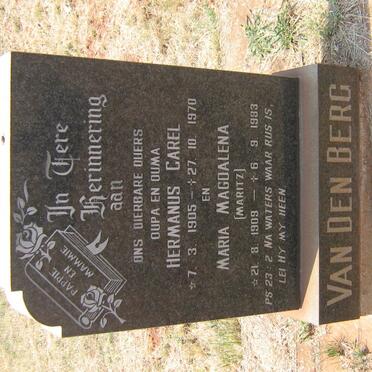 PAPPIE
EN
MAMMIE
In Tere
Herinnering
aan
ONS DIERBARE OUERS
OUPA EN OUMA
HERMANUS CAREL
☆ 7. 3. 1905 — ✝ 27. 10. 1970
EN
MARIA MAGDALENA
(MARITZ)
☆ 21. 8. 1909 — ✝ 6. 9. 1983
PS 23 : 2 NA WATERS WAAR RUS IS,
LEI HY MY HEEN.
VAN DEN BERG